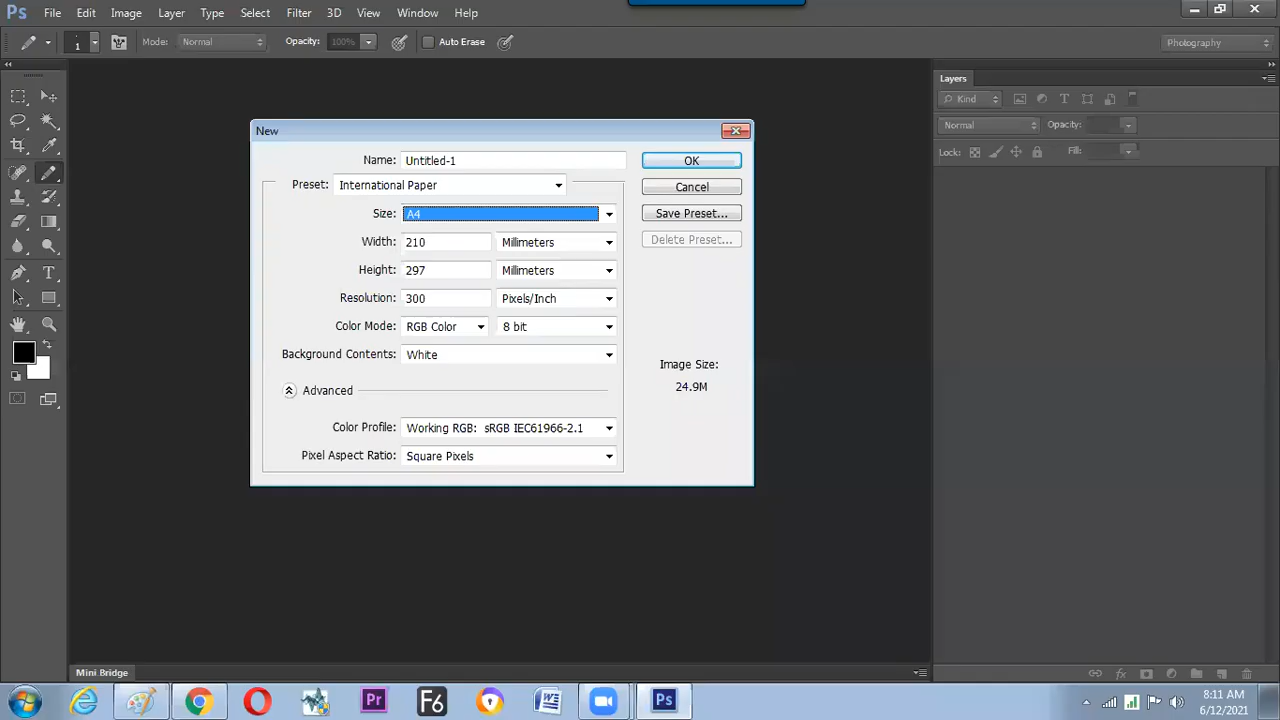 Ps File Edit Image Layer Type Select Filter 3D View Window Help
1 Mode: Normal Opacity: 100% Auto Erase Photography
Layers
Kind
Normal Opacity:
Lock: Fill:
New
Name: Untitled-1 OK
Preset: International Paper Cancel
Size: A4 Save Preset...
Width: 210 Millimeters Delete Preset...
Height: 297 Millimeters
Resolution: 300 Pixels/Inch
Color Mode: RGB Color 8 bit
Background Contents: White
Image Size:
24.9M
Advanced
Color Profile: Working RGB: sRGB IEC61966-2.1
Pixel Aspect Ratio: Square Pixels
Mini Bridge
Pr F6 W Ps
8:11 AM
6/12/2021